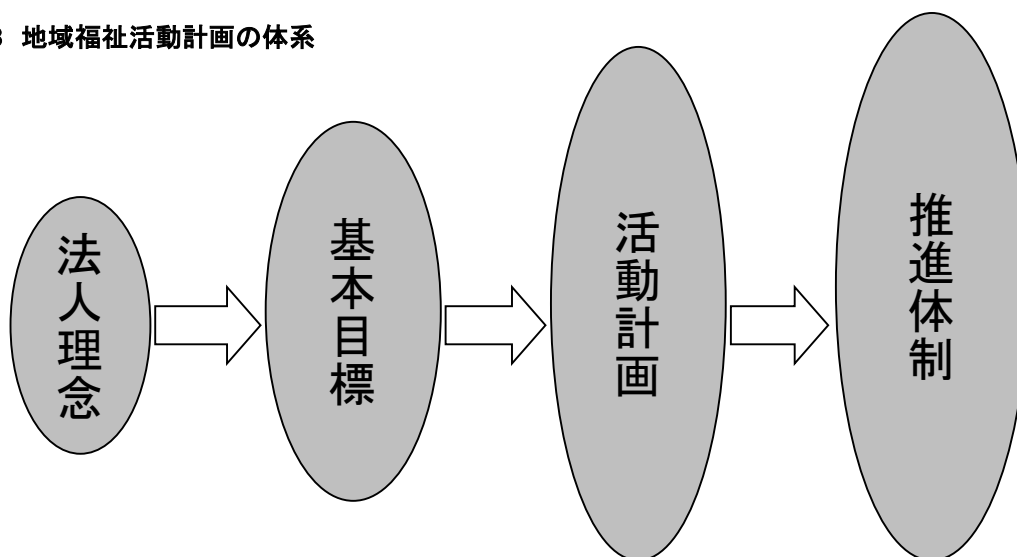 地域福祉活動計画の体系
法人理念
基本目標
活動計画
推進体制